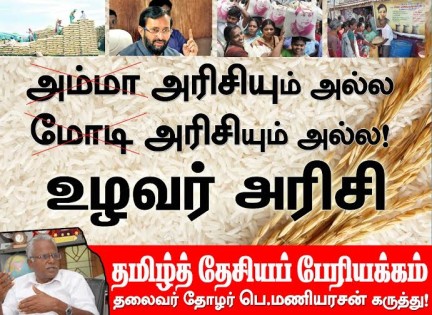 அம்மா அரிசியும் அல்ல
மோடி அரிசியும் அல்ல!
உழவர் அரிசி
தமிழ்த் தேசியப் பேரியக்கம்
தலைவர் தோழர் பெ.மணியரசன் கருத்து!